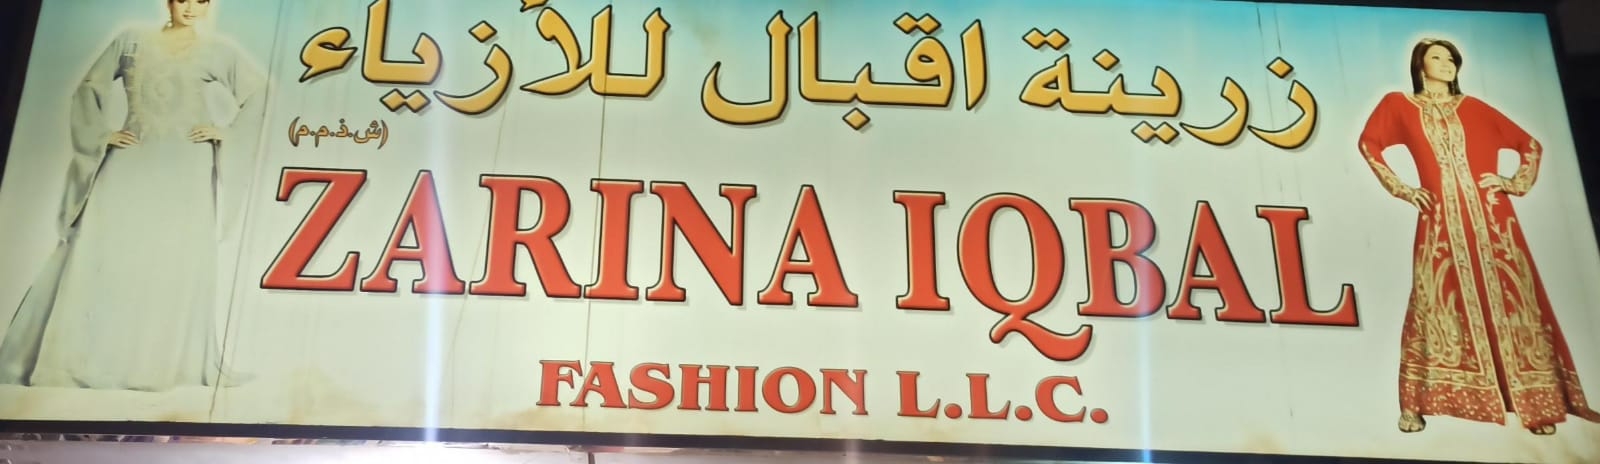 زرينة اقبال للأزياء
(ش.ذ.م.م)
ZARINA IQBAL
FASHION L.L.C.